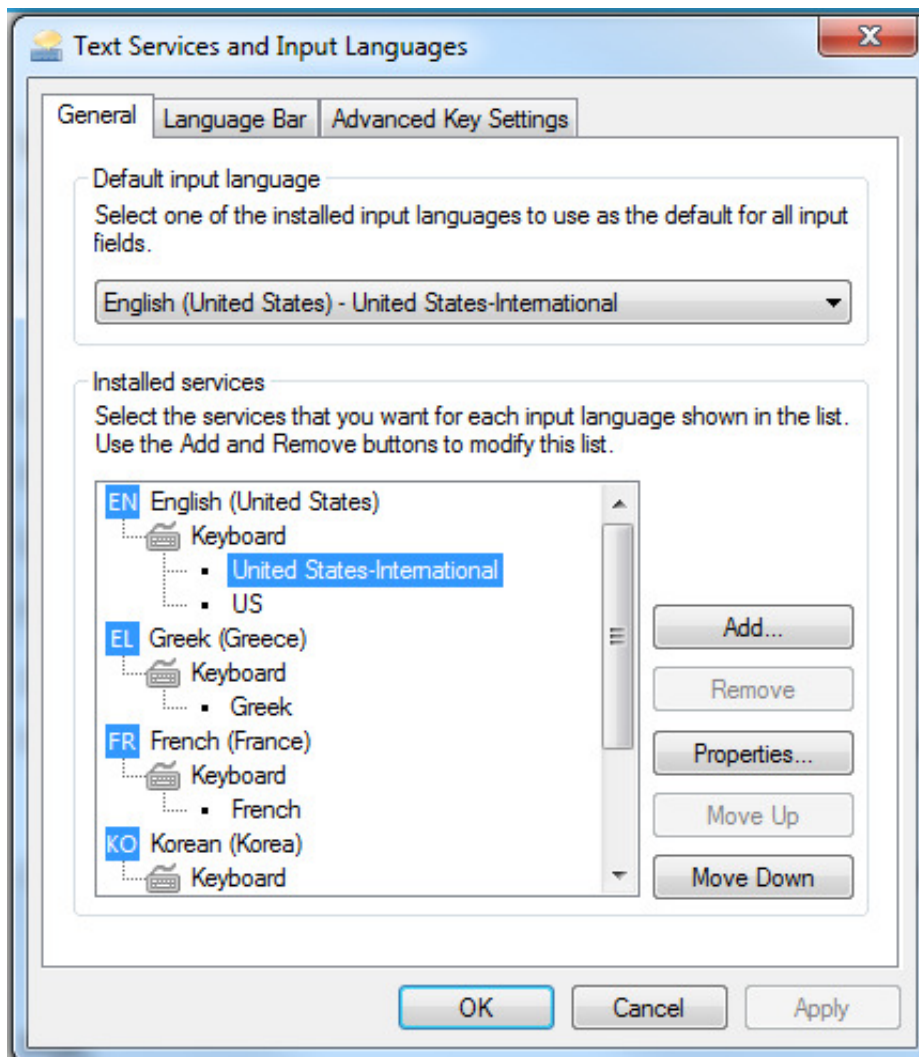 Text Services and Input Languages
General
Language Bar
Advanced Key Settings
Default input language
Select one of the installed input languages to use as the default for all input
fields.
English (United States) - United States-International
Installed services
Select the services that you want for each input language shown in the list.
Use the Add and Remove buttons to modify this list.
EN English (United States)
Keyboard
United States-International
US
EL Greek (Greece)
Keyboard
Greek
FR French (France)
Keyboard
French
KO Korean (Korea)
Keyboard
Add...
Remove
Properties...
Move Up
Move Down
OK
Cancel
Apply